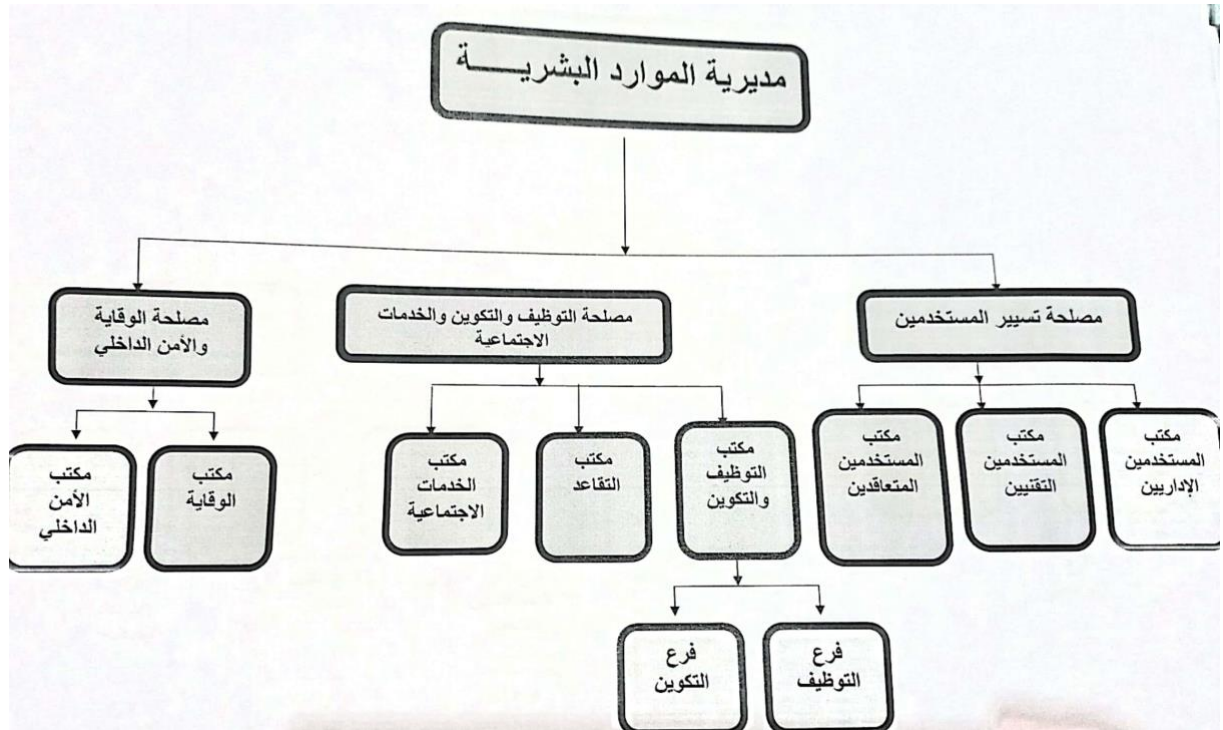 مديرية الموارد البشريـــــة
مصلحة تسيير المستخدمين
مصلحة التوظيف والتكوين والخدمات
الاجتماعية
مصلحة الوقاية
والأمن الداخلي
مكتب
المستخدمين
الإداريين
مكتب
المستخدمين
التقنيين
مكتب
المستخدمين
المتعاقدين
مكتب
التوظيف
والتكوين
مكتب
التقاعد
مكتب
الخدمات
الاجتماعية
مكتب
الوقاية
مكتب
الأمن
الداخلي
فرع
التوظيف
فرع
التكوين